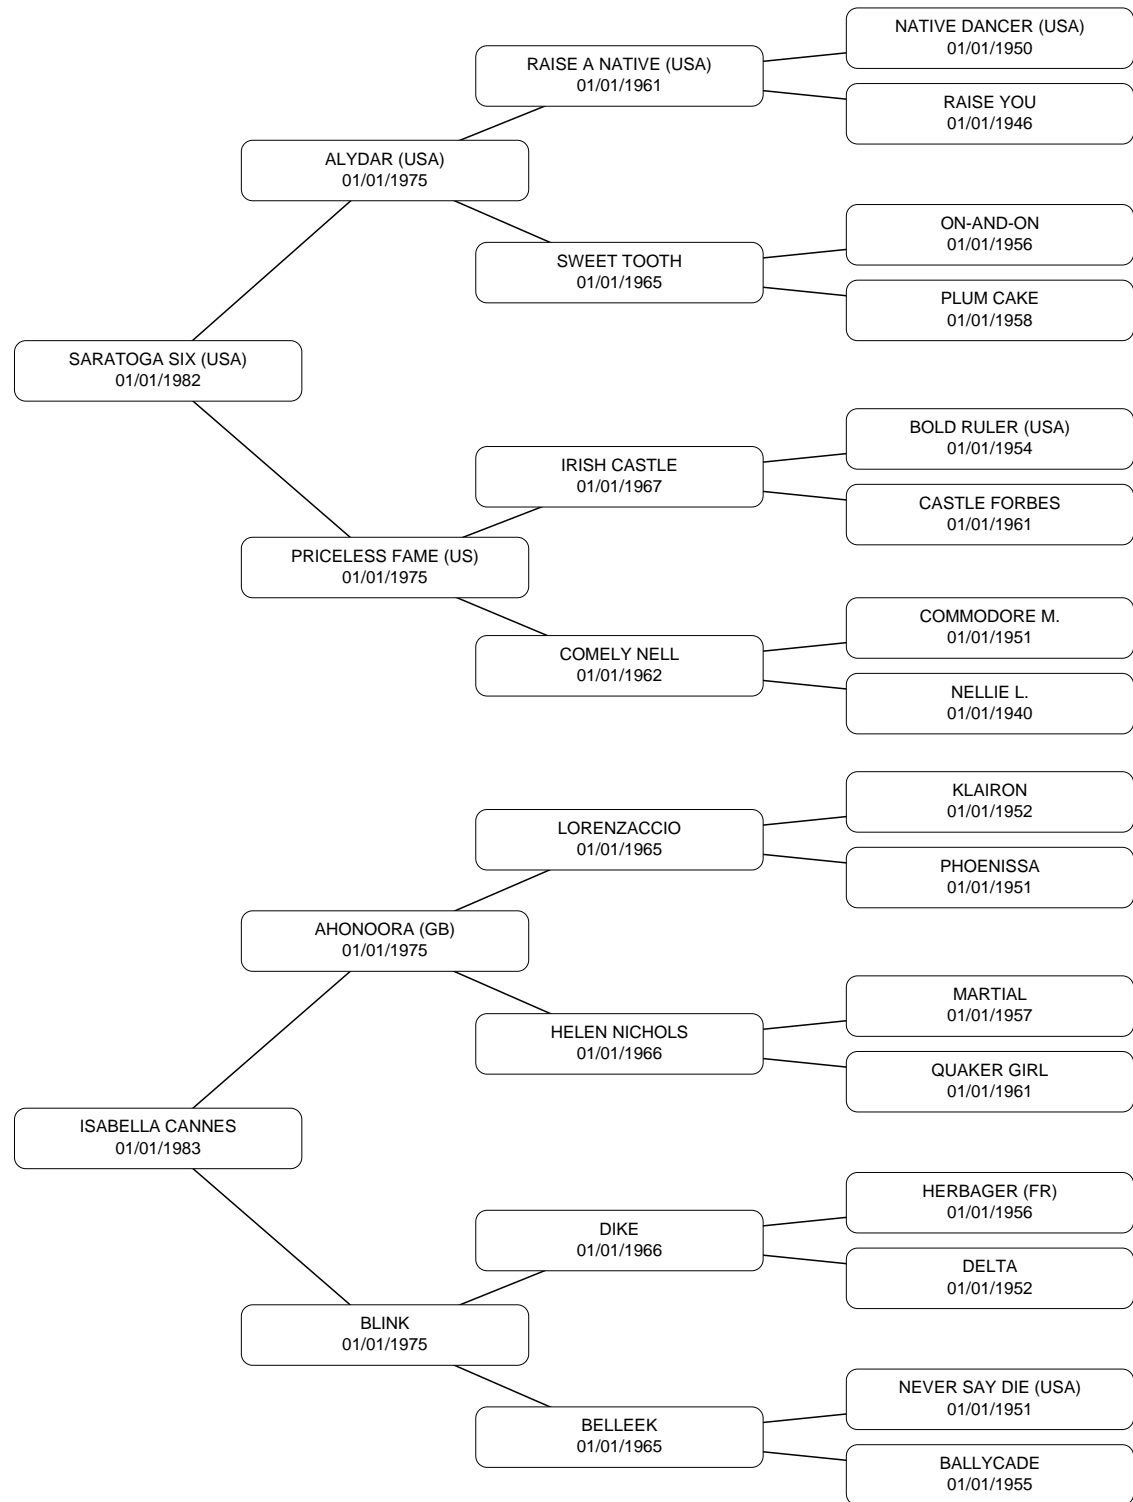 NATIVE DANCER (USA)
01/01/1950
RAISE A NATIVE (USA)
01/01/1961
RAISE YOU
01/01/1946
ALYDAR (USA)
01/01/1975
ON-AND-ON
01/01/1956
SWEET TOOTH
01/01/1965
PLUM CAKE
01/01/1958
SARATOGA SIX (USA)
01/01/1982
BOLD RULER (USA)
01/01/1954
IRISH CASTLE
01/01/1967
CASTLE FORBES
01/01/1961
PRICELESS FAME (US)
01/01/1975
COMMODORE M.
01/01/1951
COMELY NELL
01/01/1962
NELLIE L.
01/01/1940
KLAIRON
01/01/1952
LORENZACCIO
01/01/1965
PHOENISSA
01/01/1951
AHONOORA (GB)
01/01/1975
MARTIAL
01/01/1957
HELEN NICHOLS
01/01/1966
QUAKER GIRL
01/01/1961
ISABELLA CANNES
01/01/1983
HERBAGER (FR)
01/01/1956
DIKE
01/01/1966
DELTA
01/01/1952
BLINK
01/01/1975
NEVER SAY DIE (USA)
01/01/1951
BELLEEK
01/01/1965
BALLYCADE
01/01/1955